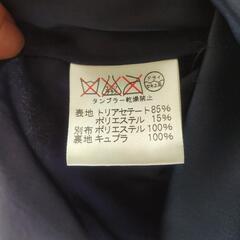 タンブラー乾燥禁止
表地 トリアセテート85%
ポリエステル 15%
別布 ポリエステル 100%
裏地 キュプラ 100%